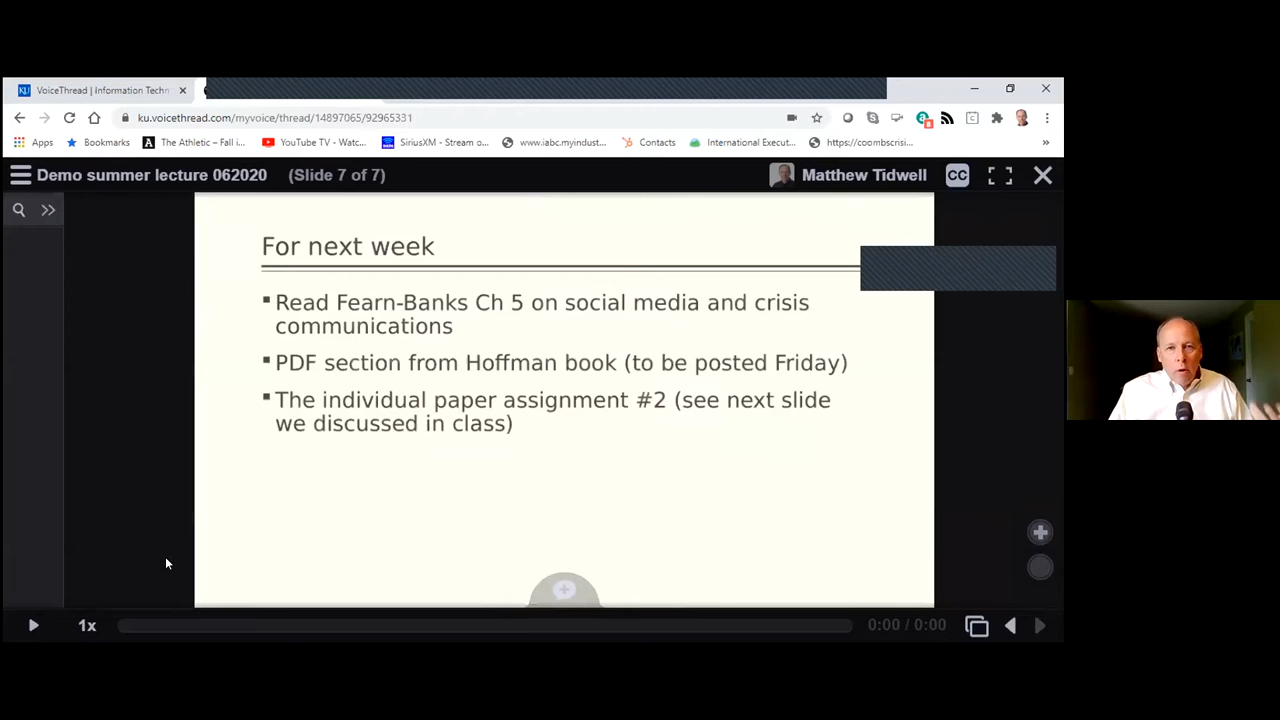 KU VoiceThread | Information Techn
ku.voicethread.com/myvoice/thread/14897065/92965331
Apps Bookmarks A The Athletic – Fall i... YouTube TV - Watc... SiriusXM - Stream o... www.iabc.myindust... Contacts International Execut... https://coombscrisi...
Demo summer lecture 062020 (Slide 7 of 7) Matthew Tidwell CC
For next week
Read Fearn-Banks Ch 5 on social media and crisis
communications
PDF section from Hoffman book (to be posted Friday)
The individual paper assignment #2 (see next slide
we discussed in class)
1x 0:00 / 0:00